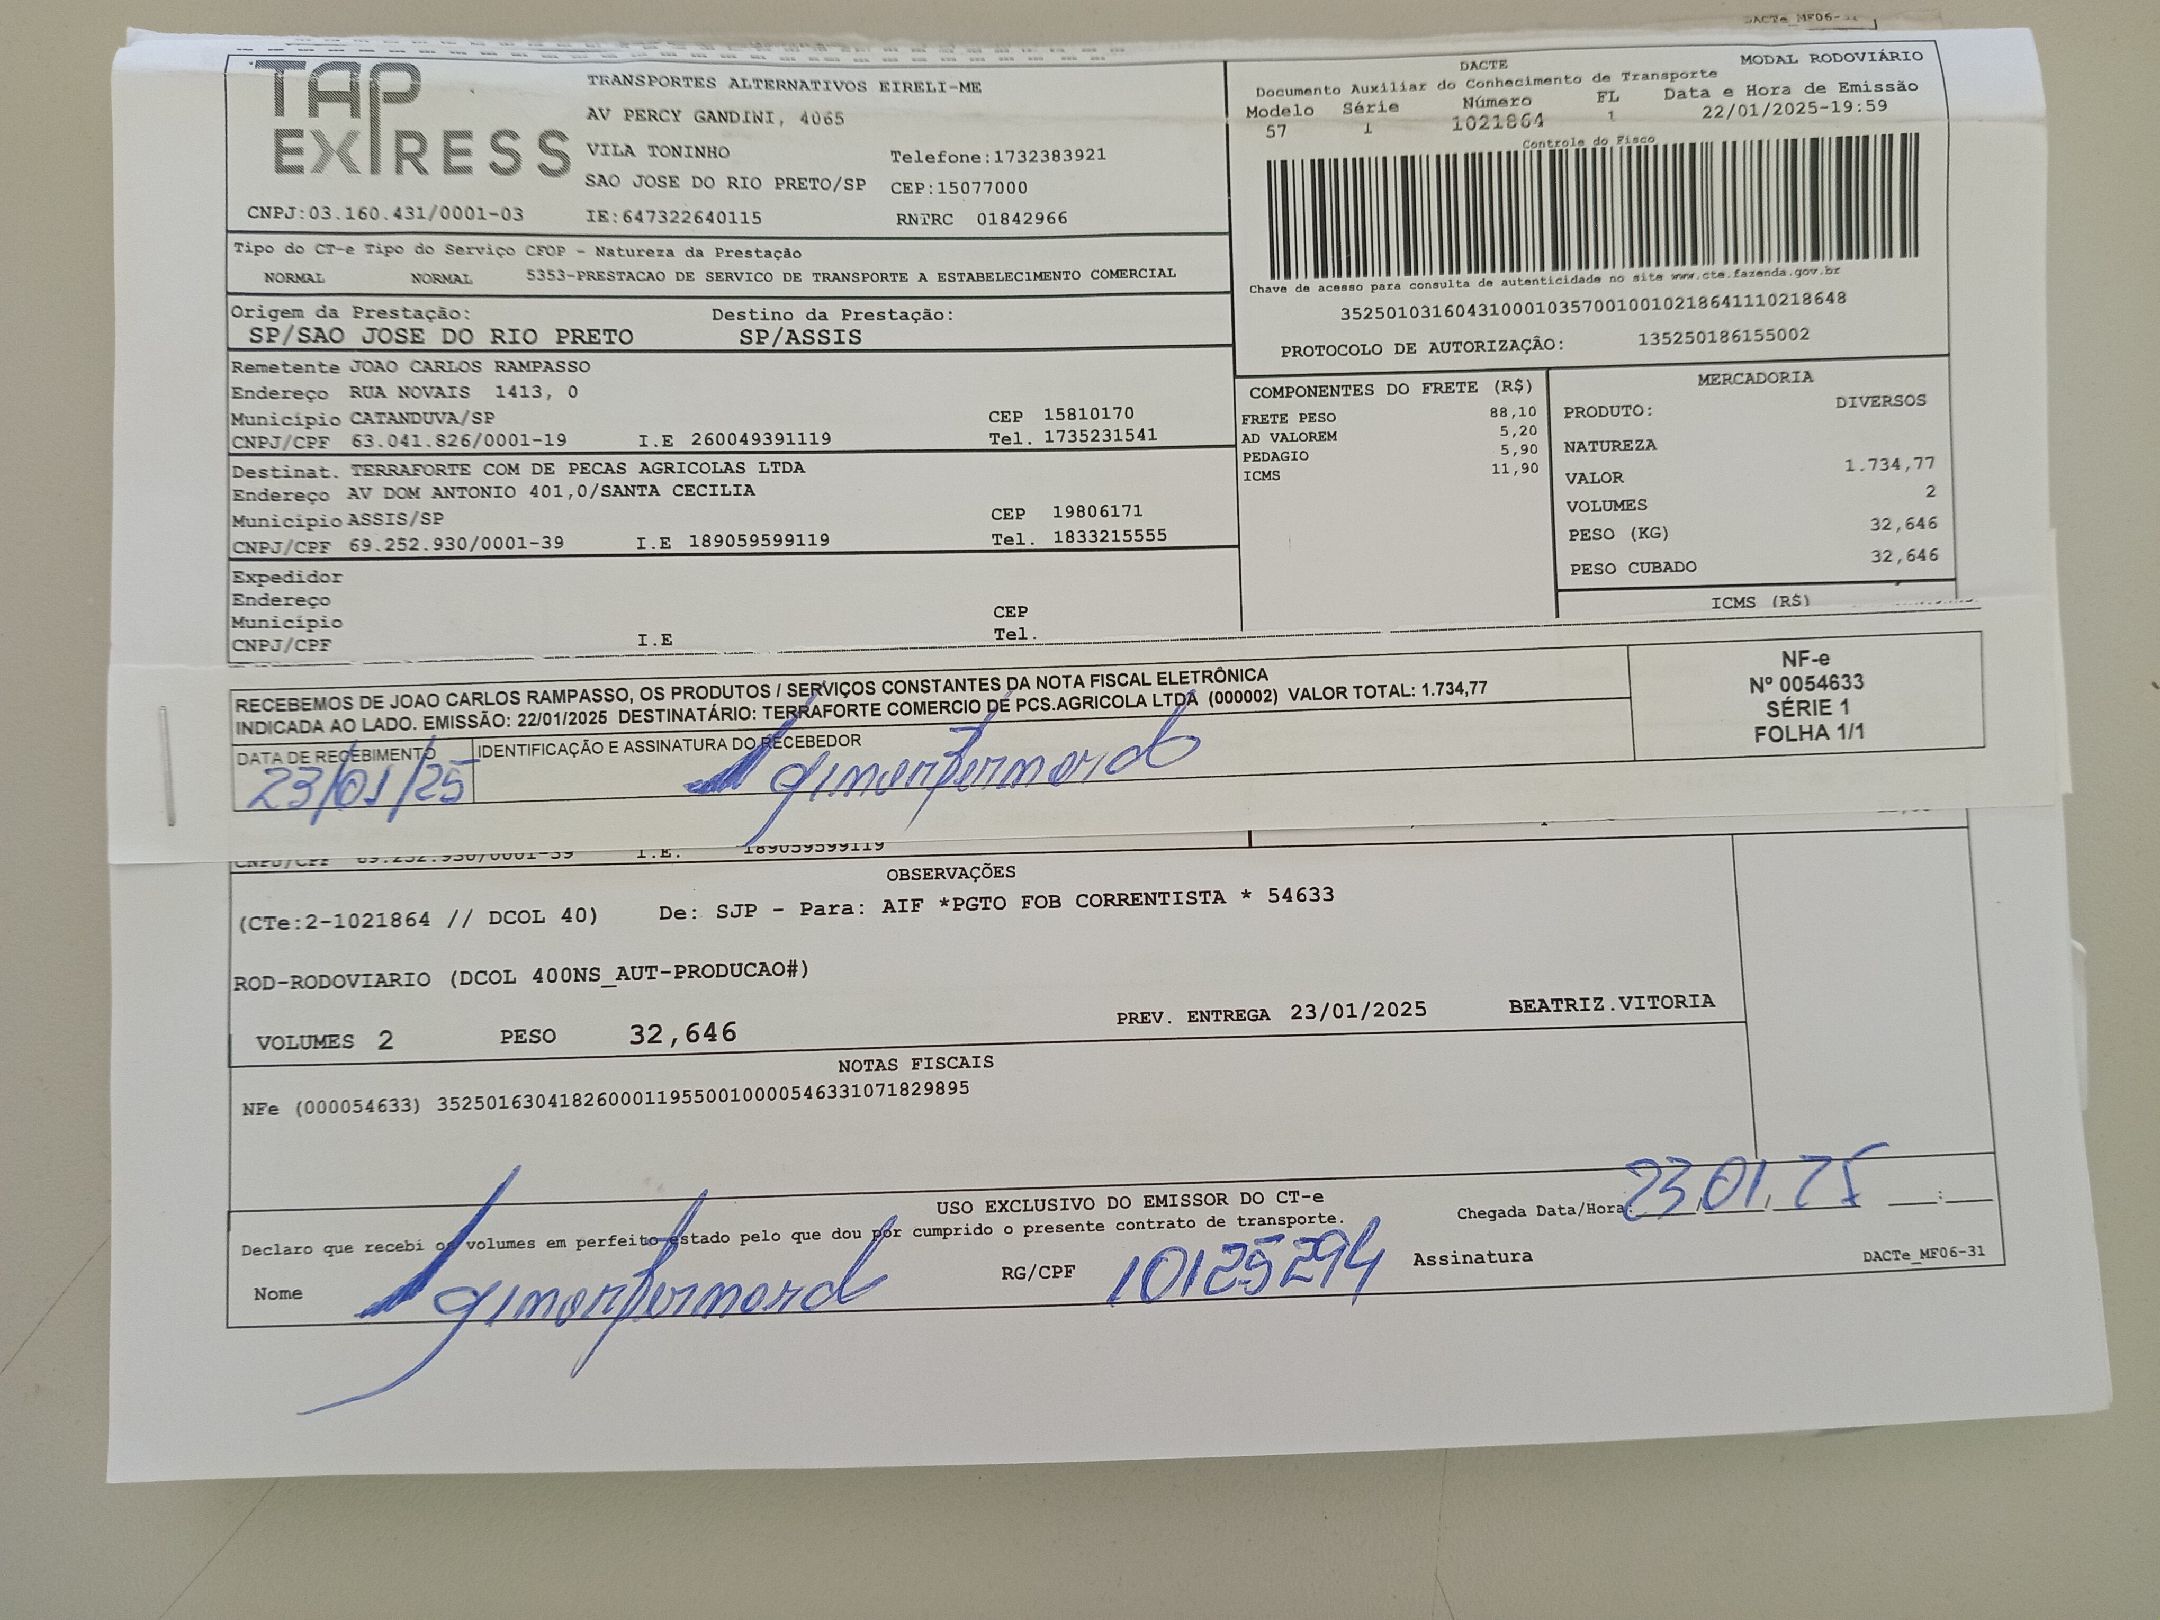 DACTe_MF06-31
TAP EXPRESS
TRANSPORTES ALTERNATIVOS EIRELI-ME
AV PERCY GANDINI, 4065
VILA TONINHO Telefone:1732383921
SAO JOSE DO RIO PRETO/SP CEP:15077000
CNPJ:03.160.431/0001-03 IE:647322640115 RNTRC 01842966
DACTE MODAL RODOVIÁRIO
Documento Auxiliar do Conhecimento de Transporte
Modelo Série Número FL Data e Hora de Emissão
57 1 1021864 1 22/01/2025-19:59
Controle do Fisco
Chave de acesso para consulta de autenticidade no site www.cte.fazenda.gov.br
35250103160431000103570010010218641110218648
PROTOCOLO DE AUTORIZAÇÃO: 135250186155002
Tipo do CT-e Tipo do Serviço CFOP - Natureza da Prestação
NORMAL NORMAL 5353-PRESTACAO DE SERVICO DE TRANSPORTE A ESTABELECIMENTO COMERCIAL
Origem da Prestação: Destino da Prestação:
SP/SAO JOSE DO RIO PRETO SP/ASSIS
Remetente JOAO CARLOS RAMPASSO
Endereço RUA NOVAIS 1413, 0
Município CATANDUVA/SP CEP 15810170
CNPJ/CPF 63.041.826/0001-19 I.E 260049391119 Tel. 1735231541
Destinat. TERRAFORTE COM DE PECAS AGRICOLAS LTDA
Endereço AV DOM ANTONIO 401,0/SANTA CECILIA
Município ASSIS/SP CEP 19806171
CNPJ/CPF 69.252.930/0001-39 I.E 189059599119 Tel. 1833215555
Expedidor
Endereço
Município CEP
CNPJ/CPF I.E Tel.
COMPONENTES DO FRETE (R$)
FRETE PESO 88,10
AD VALOREM 5,20
PEDAGIO 5,90
ICMS 11,90
MERCADORIA
PRODUTO: DIVERSOS
NATUREZA
VALOR 1.734,77
VOLUMES 2
PESO (KG) 32,646
PESO CUBADO 32,646
ICMS (R$)
RECEBEMOS DE JOAO CARLOS RAMPASSO, OS PRODUTOS / SERVIÇOS CONSTANTES DA NOTA FISCAL ELETRÔNICA
INDICADA AO LADO. EMISSÃO: 22/01/2025 DESTINATÁRIO: TERRAFORTE COMERCIO DE PCS.AGRICOLA LTDA (000002) VALOR TOTAL: 1.734,77
DATA DE RECEBIMENTO IDENTIFICAÇÃO E ASSINATURA DO RECEBEDOR
23/01/25
NF-e
Nº 0054633
SÉRIE 1
FOLHA 1/1
CNPJ/CPF 69.252.930/0001-39 I.E. 189059599119
OBSERVAÇÕES
(CTe:2-1021864 // DCOL 40) De: SJP - Para: AIF *PGTO FOB CORRENTISTA * 54633
ROD-RODOVIARIO (DCOL 400NS_AUT-PRODUCAO#)
VOLUMES 2 PESO 32,646 PREV. ENTREGA 23/01/2025 BEATRIZ.VITORIA
NOTAS FISCAIS
NFe (000054633) 35250163041826000119550010000546331071829895
USO EXCLUSIVO DO EMISSOR DO CT-e
Declaro que recebi os volumes em perfeito estado pelo que dou por cumprido o presente contrato de transporte.
Chegada Data/Hora: 23,01,25 :
Nome RG/CPF 10125294 Assinatura
DACTe_MF06-31